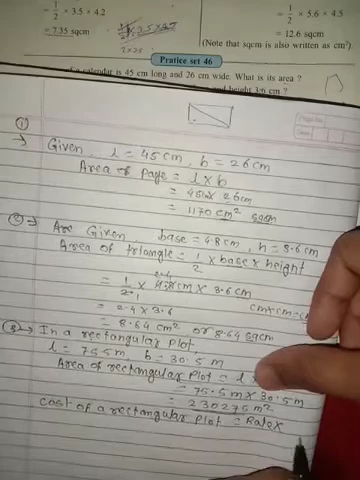 = 1/2 × 3.5 × 4.2
= 7.35 sqcm
= 1/2 × 5.6 × 4.5
= 12.6 sqcm
(Note that sqcm is also written as cm².)
Pratice set 46
calendar is 45 cm long and 26 cm wide. What is its area ?
and height 3.6 cm ?
①
→ Given l = 45 cm, b = 26 cm
Area of page = l × b
= 45 × 26 cm
= 1170 cm² sqcm
②→ Are Given base = 4.8 cm, h = 3.6 cm
Area of triangle = 1/2 × base × height
= 1/2 × 4.8 cm × 3.6 cm
= 2.4 × 3.6
= 8.64 cm² or 8.64 sqcm
③→ In a rectangular plot
l = 75.5 m, b = 30.5 m
Area of rectangular plot = l
= 75.5 m × 30.5 m
= 230275 m²
Cost of a rectangular plot = Rate ×